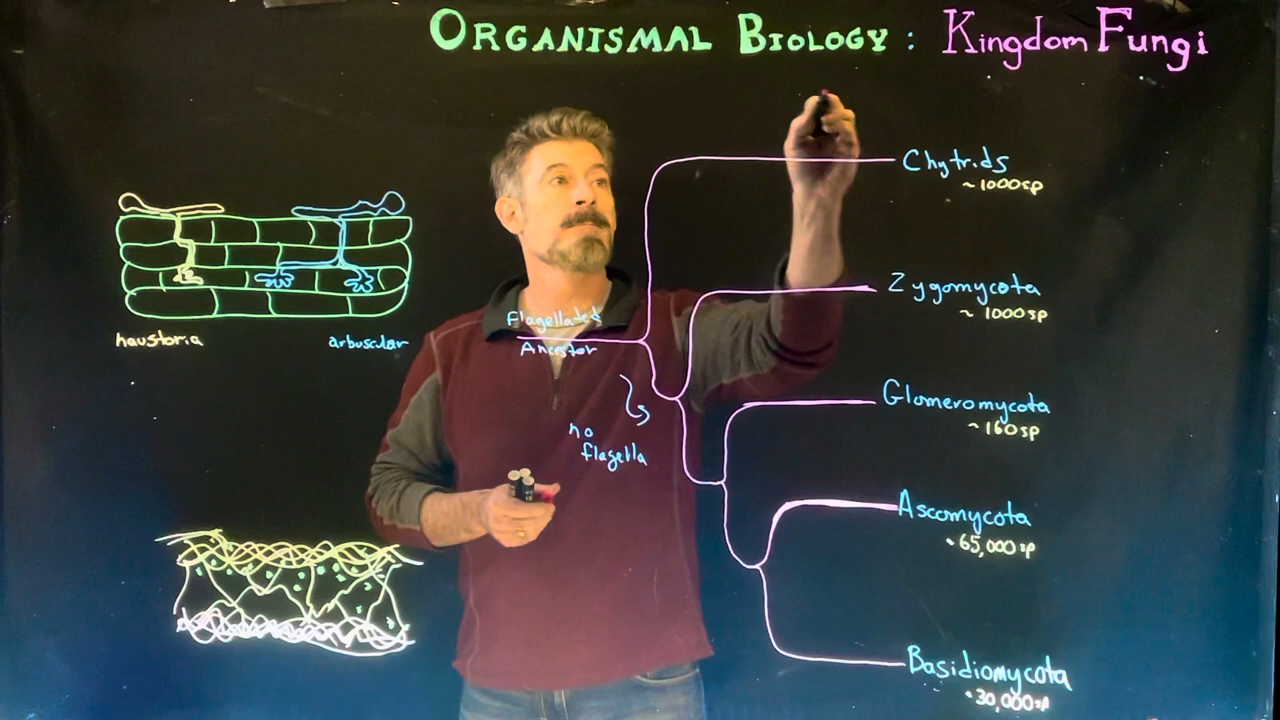 ORGANISMAL BIOLOGY: Kingdom Fungi
Chytrids
~1000sp
Zygomycota
~1000sp
Flagellated
Ancestor
haustoria
arbuscular
Glomeromycota
~160sp
no
flagella
Ascomycota
~65,000sp
Basidiomycota
~30,000sp